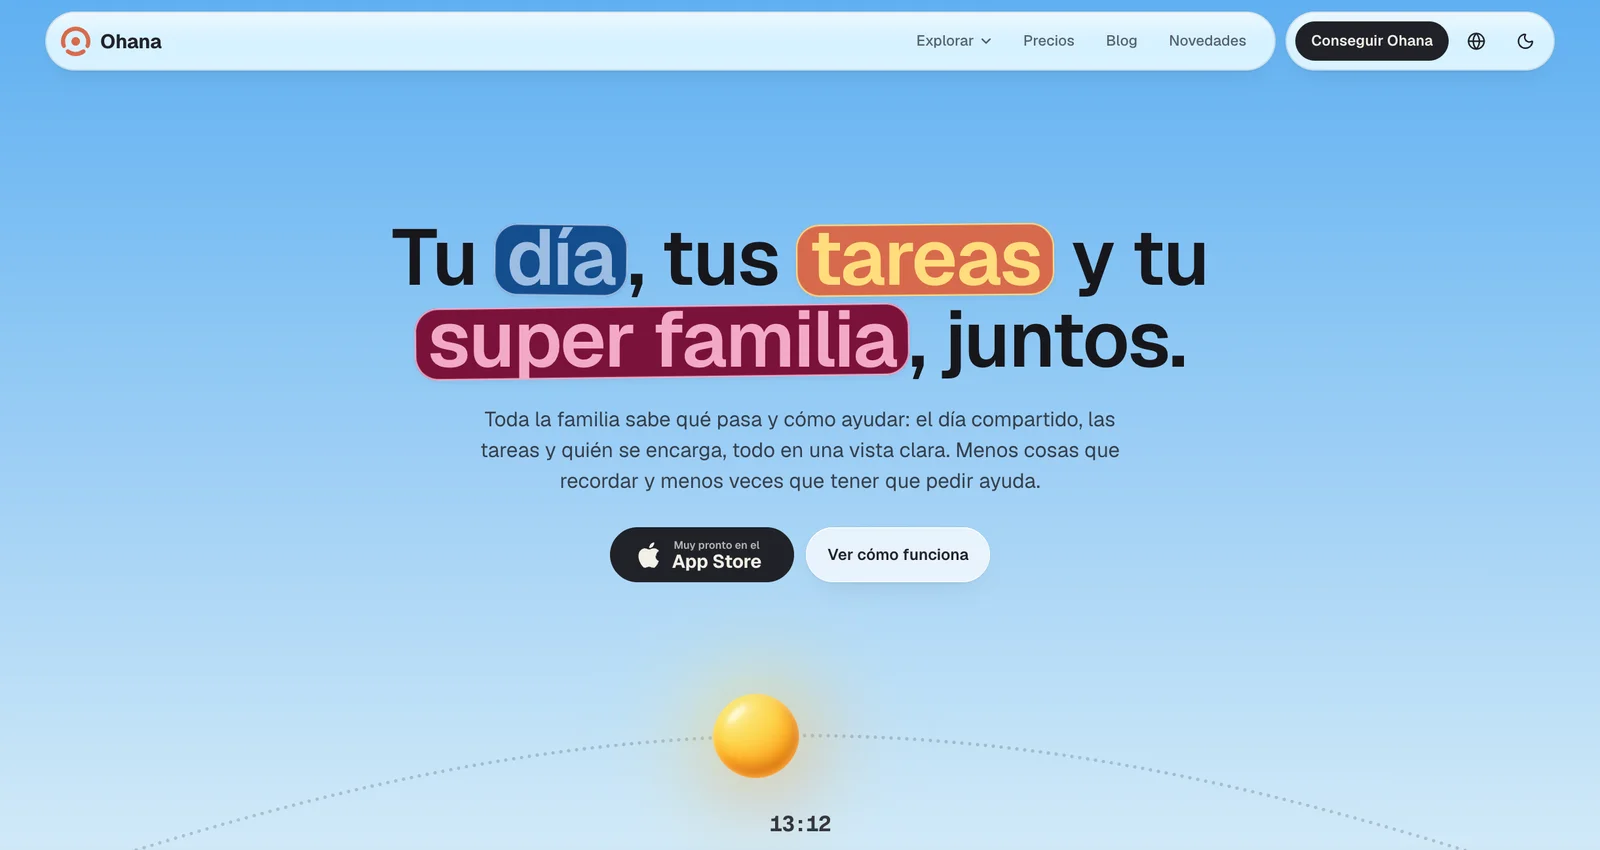 Ohana
Explorar
Precios
Blog
Novedades
Conseguir Ohana
Tu día, tus tareas y tu
super familia, juntos.
Toda la familia sabe qué pasa y cómo ayudar: el día compartido, las
tareas y quién se encarga, todo en una vista clara. Menos cosas que
recordar y menos veces que tener que pedir ayuda.
Muy pronto en el
App Store
Ver cómo funciona
13:12